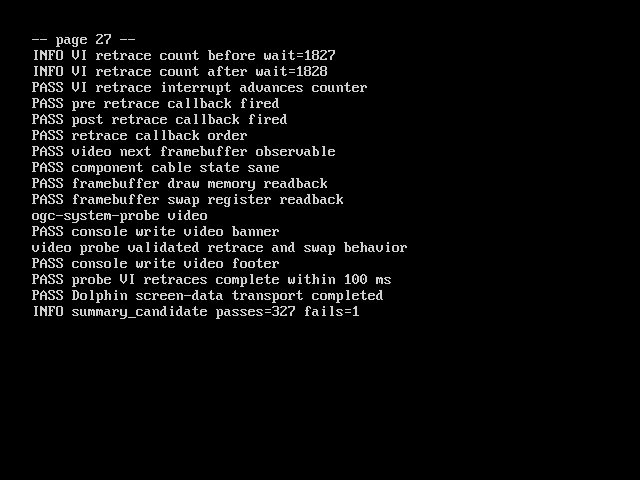 -- page 27 --
INFO VI retrace count before wait=1827
INFO VI retrace count after wait=1828
PASS VI retrace interrupt advances counter
PASS pre retrace callback fired
PASS post retrace callback fired
PASS retrace callback order
PASS video next framebuffer observable
PASS component cable state sane
PASS framebuffer draw memory readback
PASS framebuffer swap register readback
ogc-system-probe video
PASS console write video banner
video probe validated retrace and swap behavior
PASS console write video footer
PASS probe VI retraces complete within 100 ms
PASS Dolphin screen-data transport completed
INFO summary_candidate passes=327 fails=1